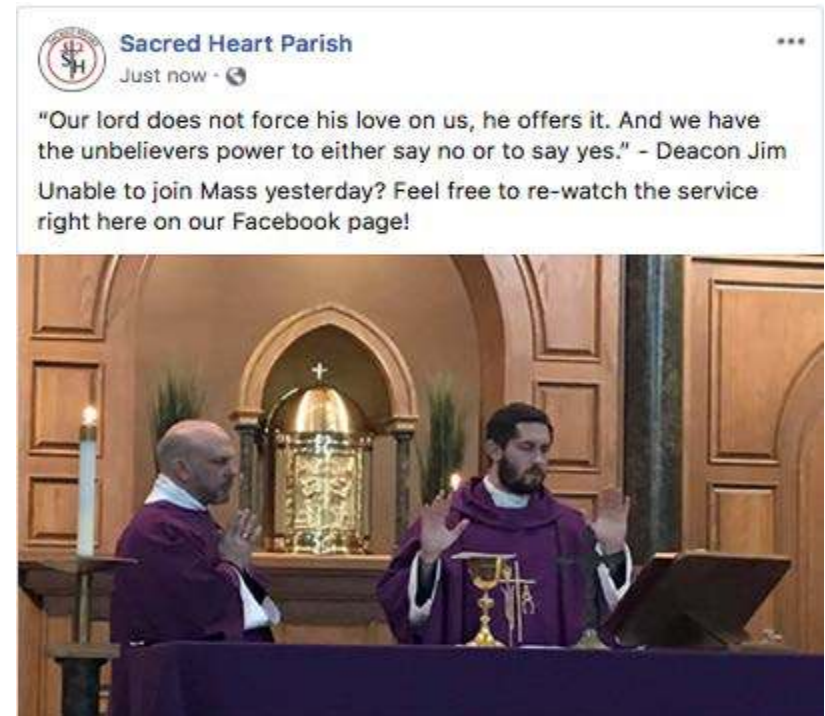 Sacred Heart Parish
Just now ·
“Our lord does not force his love on us, he offers it. And we have
the unbelievers power to either say no or to say yes.” - Deacon Jim
Unable to join Mass yesterday? Feel free to re-watch the service
right here on our Facebook page!
SH